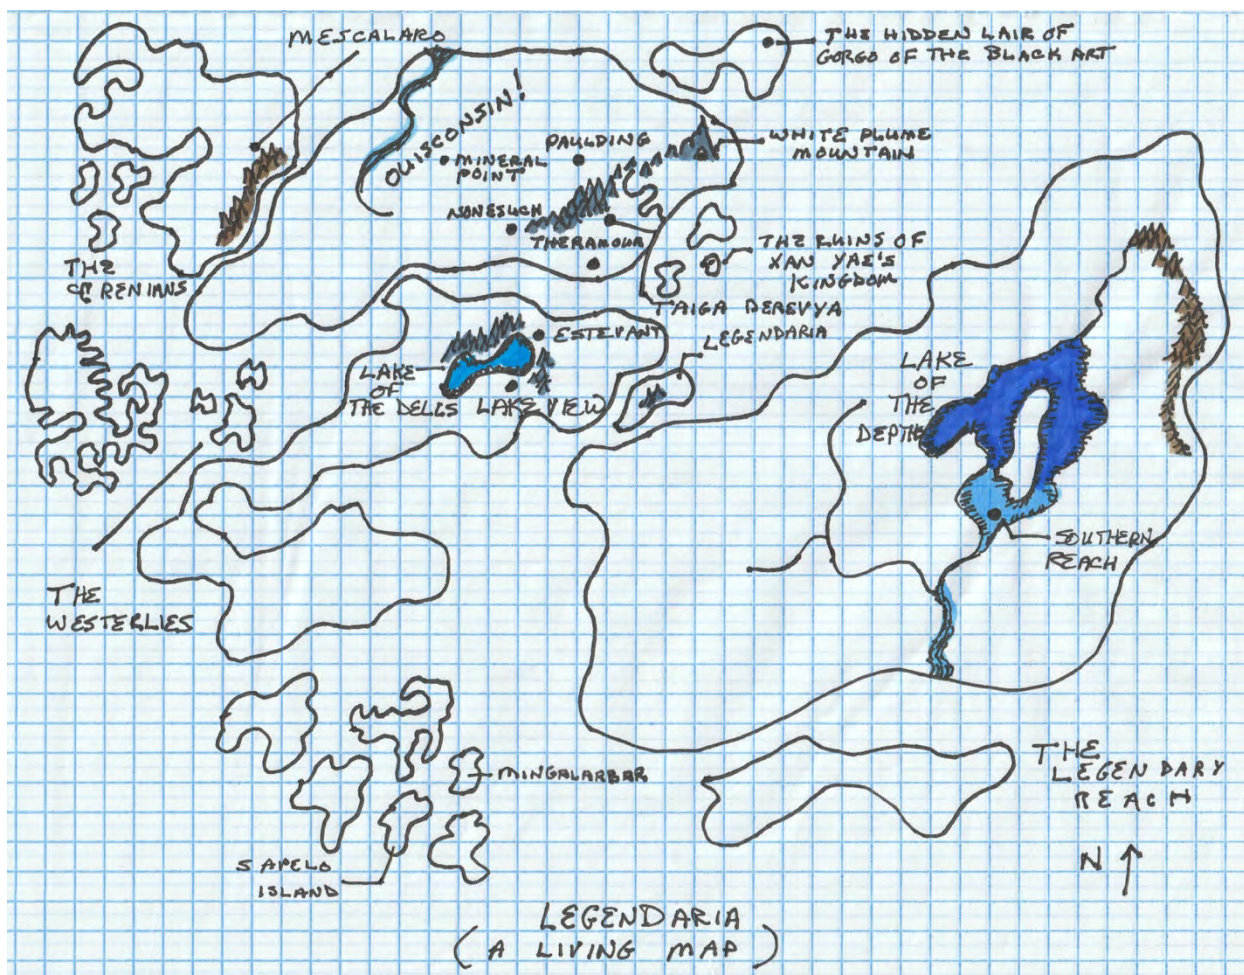 MESCALARO
THE HIDDEN LAIR OF
GORGO OF THE BLACK ART
OUISCONSIN!
PAULDING
WHITE PLUME
MOUNTAIN
MINERAL
POINT
NONESUCH
THERAMOUR
THE RUINS OF
XAN YAE'S
KINGDOM
TAIGA DEREVYA
THE
LEGENDARIA
ESTEVANT
LAKE
OF
THE DELLS
LAKE VIEW
LAKE
OF
THE
DEPTHS
SOUTHERN
REACH
THE
WESTERLIES
MINGALARBAR
SAPELO
ISLAND
THE
LEGENDARY
REACH
N
LEGENDARIA
(A LIVING MAP)